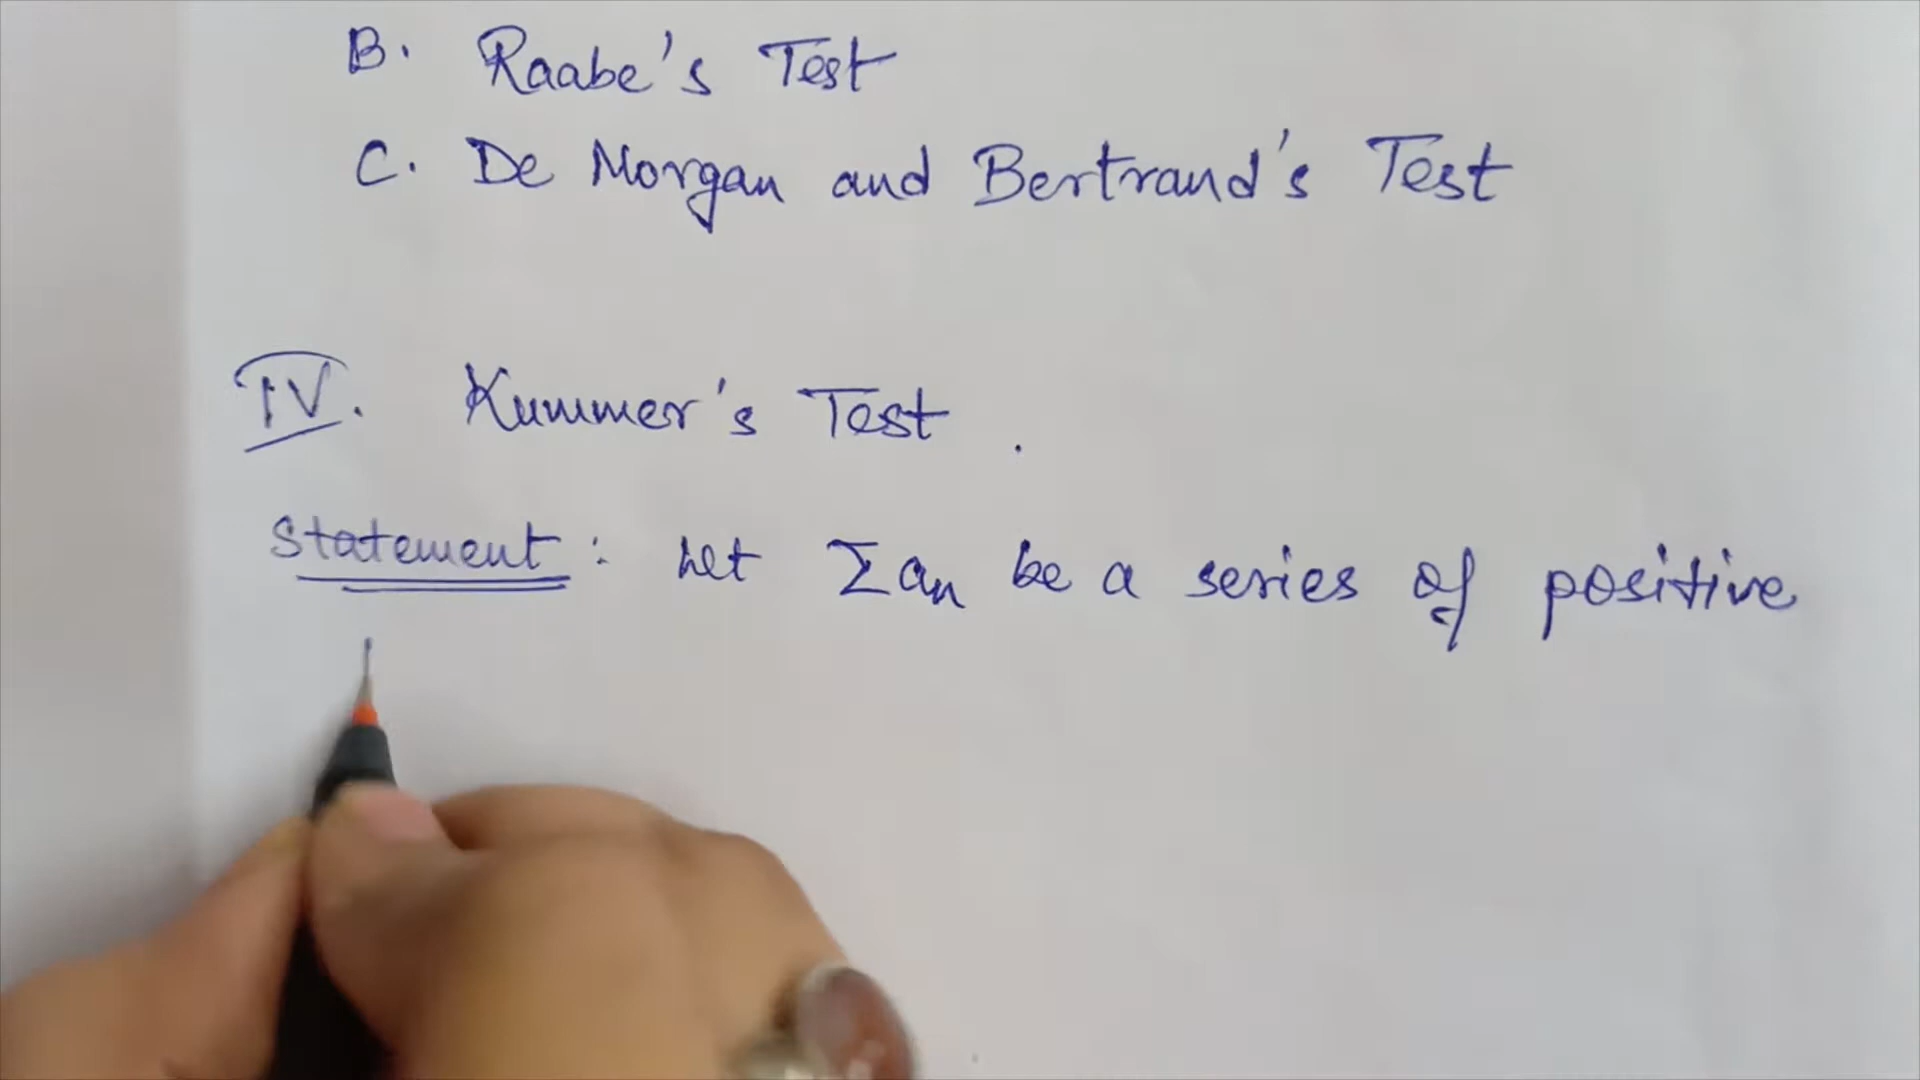 B. Raabe's Test
C. De Morgan and Bertrand's Test
IV. Kummer's Test .
Statement : Let Σan be a series of positive